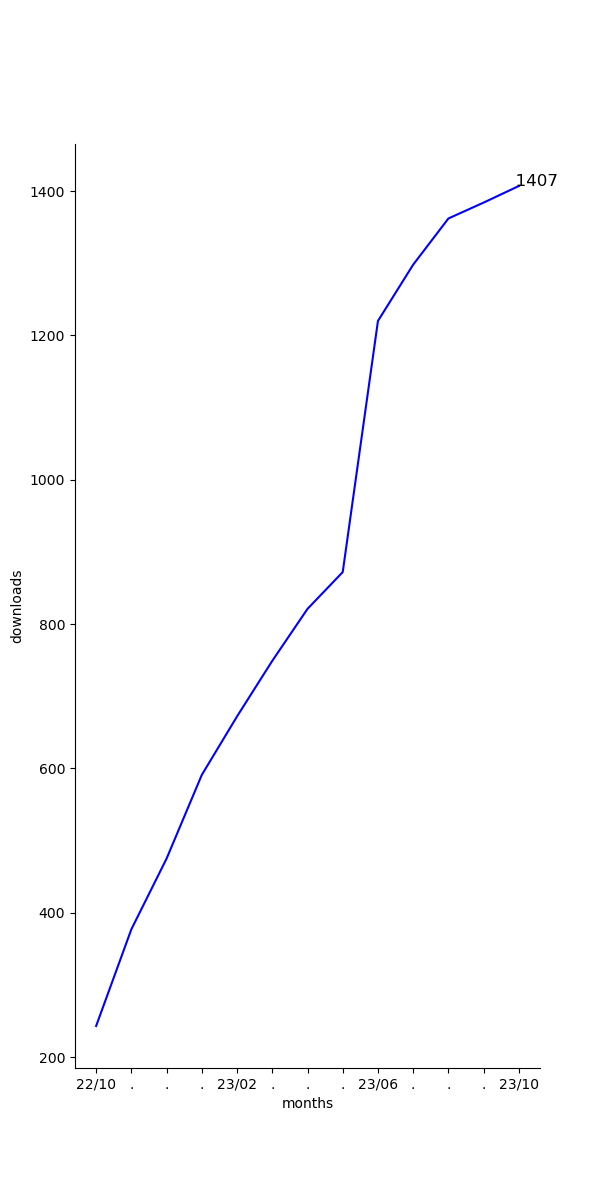 1407
1400
1200
1000
800
600
400
200
downloads
22/10 . . . 23/02 . . . 23/06 . . . 23/10
months